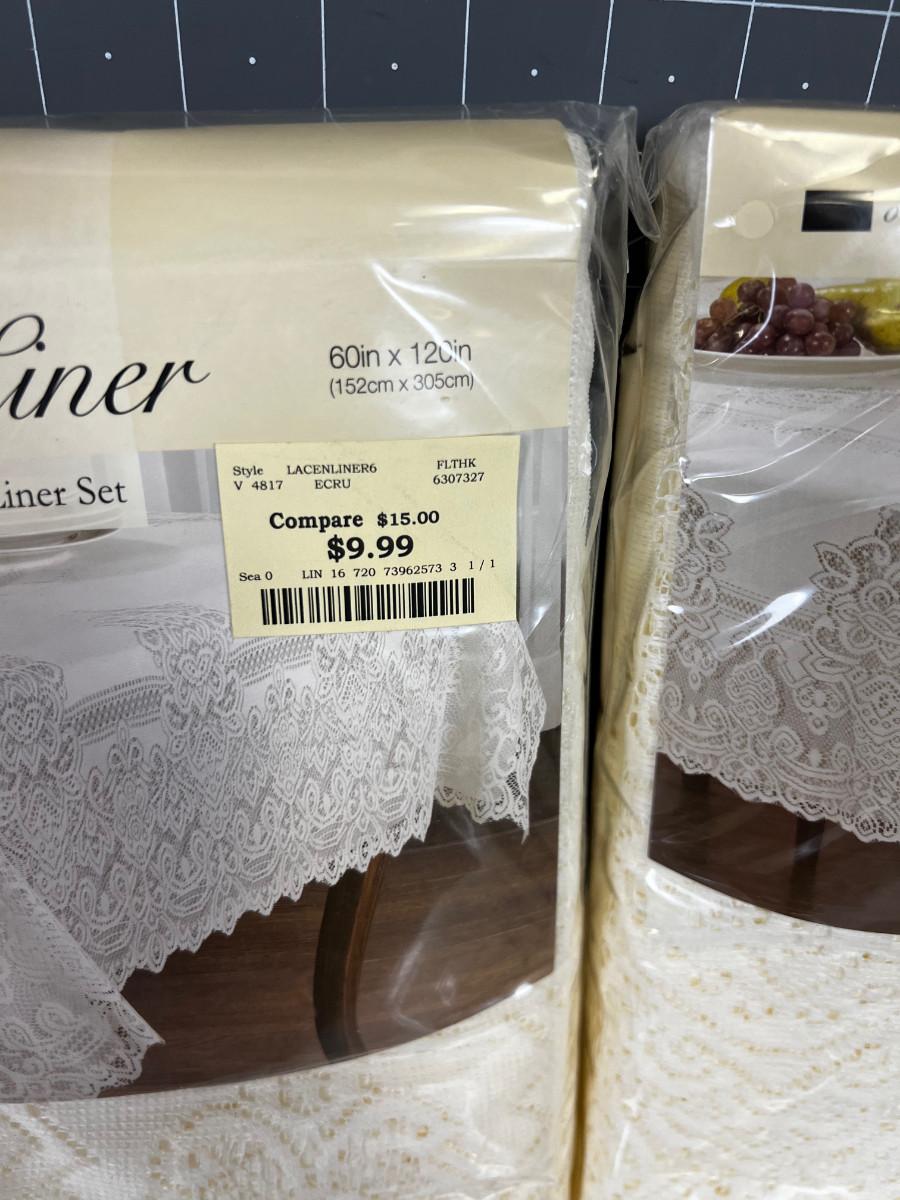 iner
60in x 120in
(152cm x 305cm)
Liner Set
Style LACENLINER6 FLTHK
V 4817 ECRU 6307327
Compare $15.00
$9.99
Sea 0 LIN 16 720 73962573 3 1/1